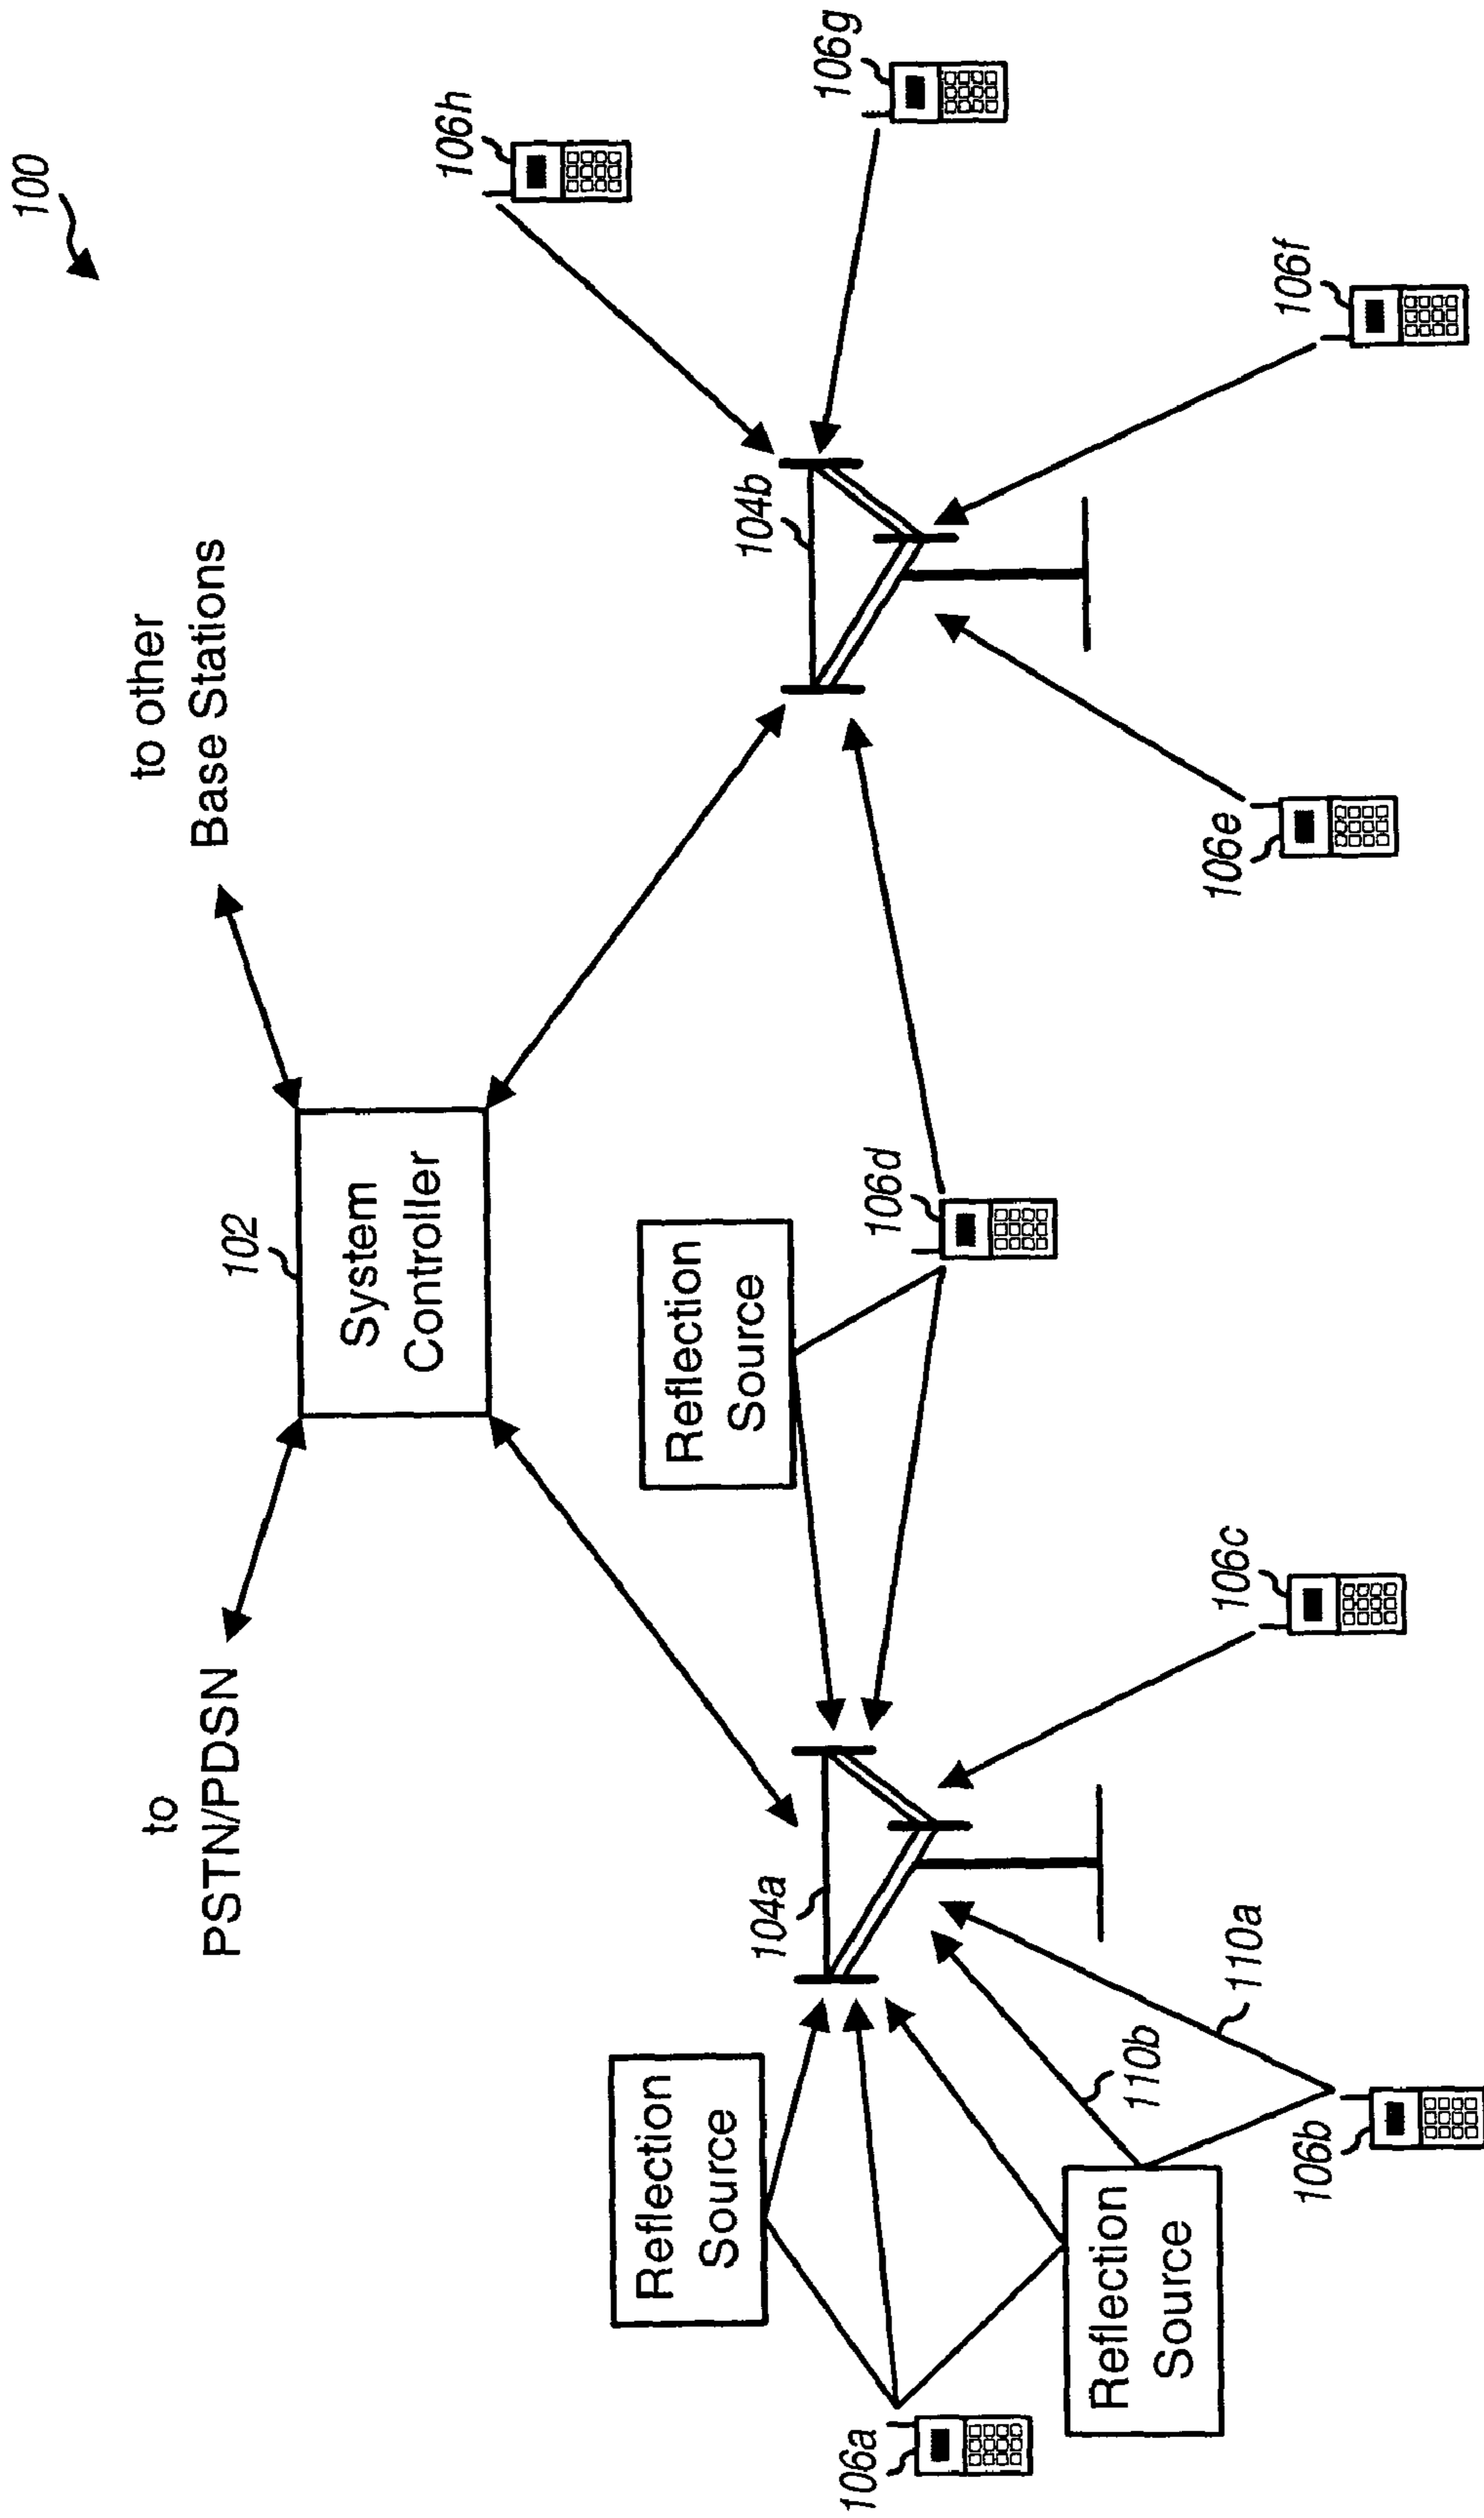 100
to other
Base Stations
to
PSTN/PDSN
102
System
Controller
106h
106g
104b
106f
106e
Reflection
Source
106d
104a
106c
Reflection
Source
110b
110a
106a
Reflection
Source
106b